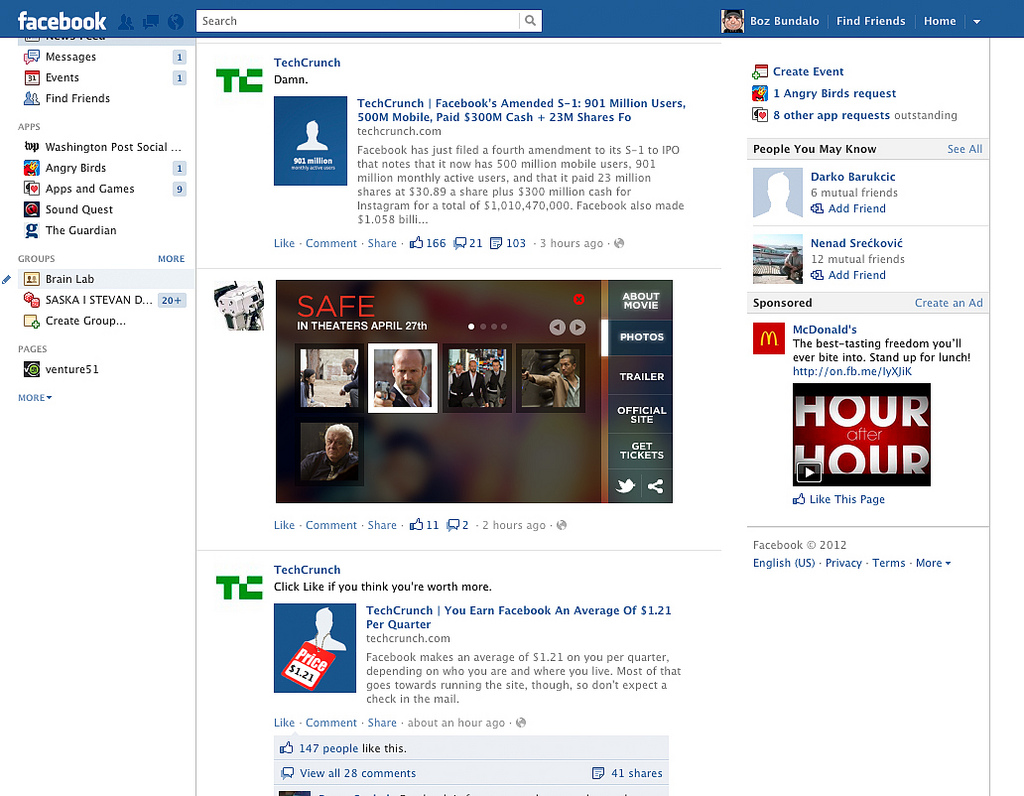 facebook
Search
Boz Bundalo
Find Friends
Home
News Feed
Messages 1
Events 1
Find Friends
APPS
Washington Post Social ...
Angry Birds 1
Apps and Games 9
Sound Quest
The Guardian
GROUPS MORE
Brain Lab
SASKA I STEVAN D... 20+
Create Group...
PAGES
venture51
MORE
TechCrunch
Damn.
901 million
monthly active users
TechCrunch | Facebook's Amended S-1: 901 Million Users,
500M Mobile, Paid $300M Cash + 23M Shares Fo
techcrunch.com
Facebook has just filed a fourth amendment to its S-1 to IPO
that notes that it now has 500 million mobile users, 901
million monthly active users, and that it paid 23 million
shares at $30.89 a share plus $300 million cash for
Instagram for a total of $1,010,470,000. Facebook also made
$1.058 billi...
Like · Comment · Share · 166 21 103 · 3 hours ago ·
SAFE
IN THEATERS APRIL 27th
ABOUT
MOVIE
PHOTOS
TRAILER
OFFICIAL
SITE
GET
TICKETS
Like · Comment · Share · 11 2 · 2 hours ago ·
TechCrunch
Click Like if you think you're worth more.
Price
$1.21
TechCrunch | You Earn Facebook An Average Of $1.21
Per Quarter
techcrunch.com
Facebook makes an average of $1.21 on you per quarter,
depending on who you are and where you live. Most of that
goes towards running the site, though, so don't expect a
check in the mail.
Like · Comment · Share · about an hour ago ·
147 people like this.
View all 28 comments 41 shares
Create Event
1 Angry Birds request
8 other app requests outstanding
People You May Know See All
Darko Barukcic
6 mutual friends
Add Friend
Nenad Srećković
12 mutual friends
Add Friend
Sponsored Create an Ad
McDonald's
The best-tasting freedom you'll
ever bite into. Stand up for lunch!
http://on.fb.me/IyXJiK
HOUR
after
HOUR
Like This Page
Facebook © 2012
English (US) · Privacy · Terms · More